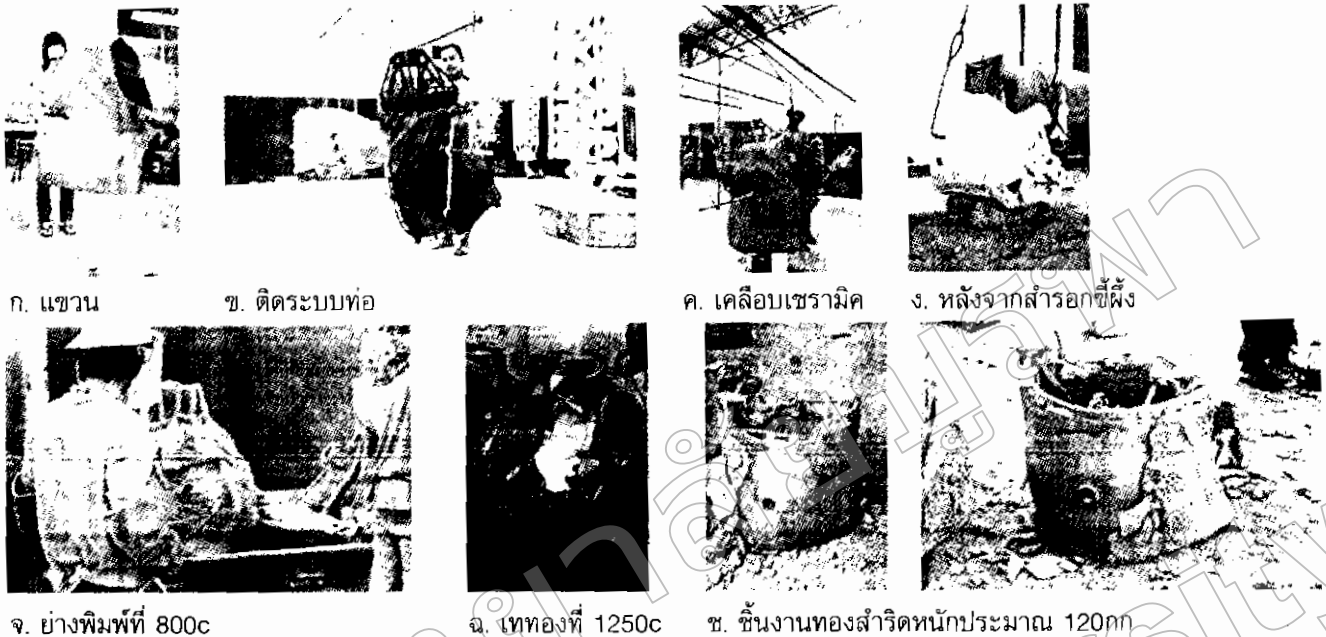 ก. แขวน ข. ติดระบบท่อ ค. เคลือบเซรามิค ง. หลังจากสำรอกขี้ผึ้ง
จ. ย่างพิมพ์ที่ 800c ฉ. เททองที่ 1250c ช. ชิ้นงานทองสำริดหนักประมาณ 120กก